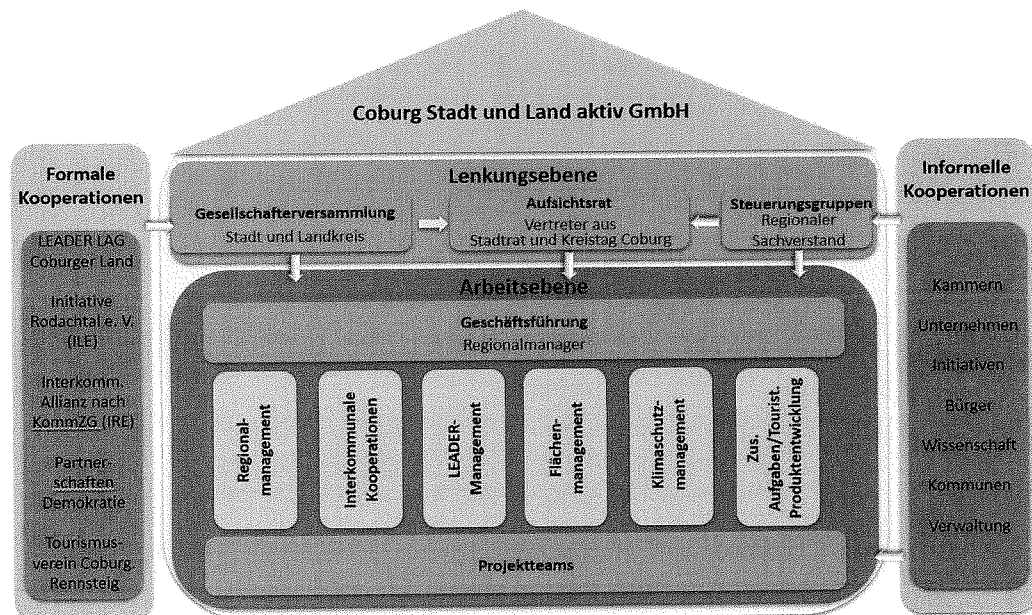 Coburg Stadt und Land aktiv GmbH
Formale
Kooperationen
LEADER LAG
Coburger Land
Initiative
Rodachtal e. V.
(ILE)
Interkomm.
Allianz nach
KommZG (IRE)
Partner-
schaften
Demokratie
Tourismus-
verein Coburg.
Rennsteig
Lenkungsebene
Gesellschafterversammlung
Stadt und Landkreis
Aufsichtsrat
Vertreter aus
Stadtrat und Kreistag Coburg
Steuerungsgruppen
Regionaler
Sachverstand
Arbeitsebene
Geschäftsführung
Regionalmanager
Regional-
management
Interkommunale
Kooperationen
LEADER-
Management
Flächen-
management
Klimaschutz-
management
Zus.
Aufgaben/Tourist.
Produktentwicklung
Projektteams
Informelle
Kooperationen
Kammern
Unternehmen
Initiativen
Bürger
Wissenschaft
Kommunen
Verwaltung